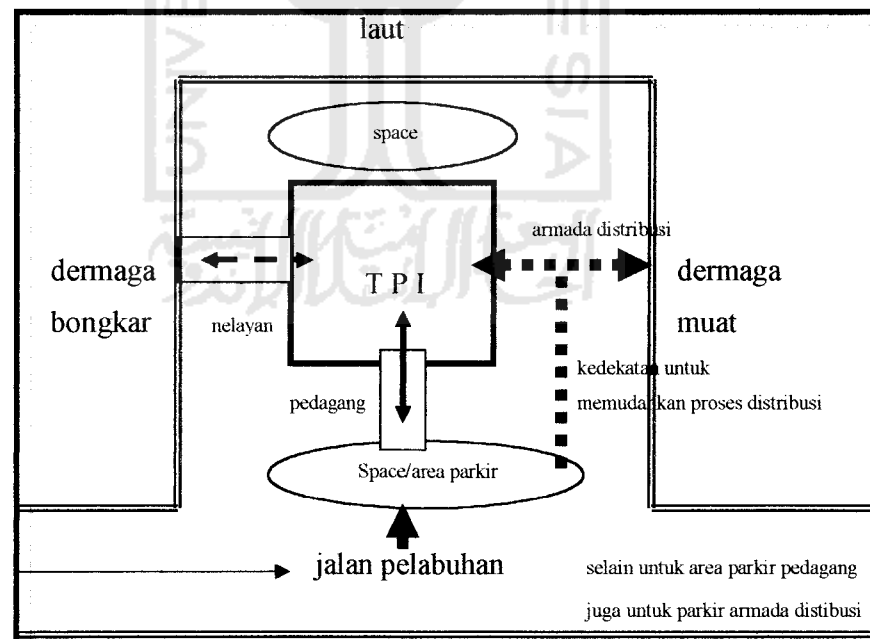 laut
space
armada distribusi
dermaga
bongkar
T P I
dermaga
muat
nelayan
kedekatan untuk
memudahkan proses distribusi
pedagang
Space/area parkir
jalan pelabuhan
selain untuk area parkir pedagang
juga untuk parkir armada distibusi